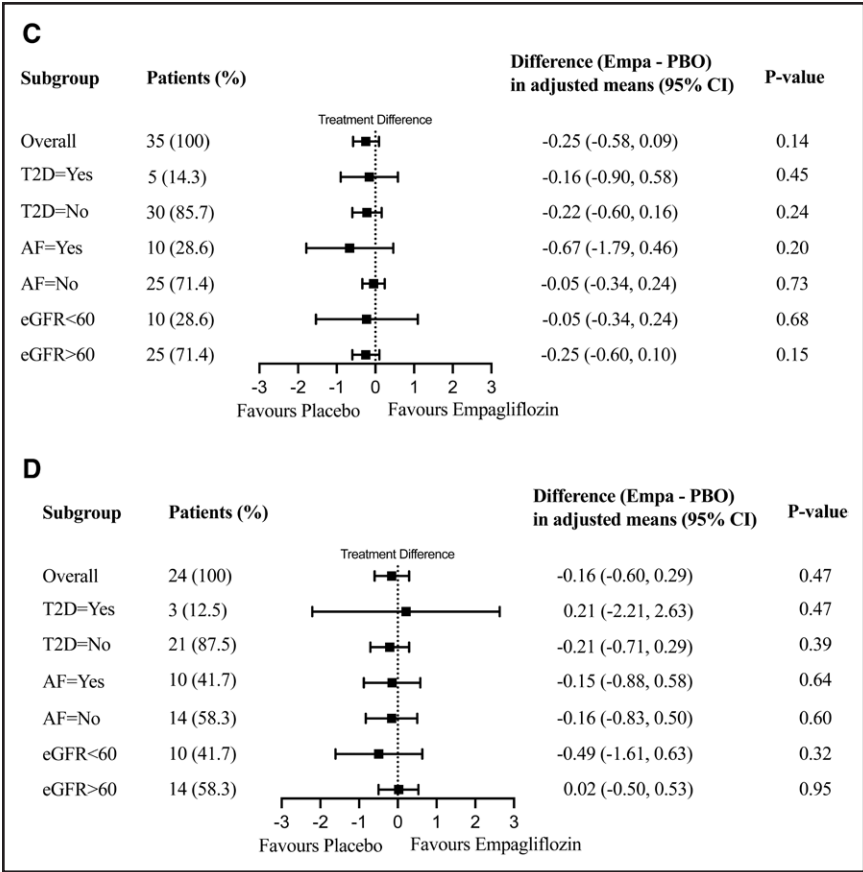 C
Subgroup Patients (%) Difference (Empa - PBO) in adjusted means (95% CI) P-value
Treatment Difference
Overall 35 (100) -0.25 (-0.58, 0.09) 0.14
T2D=Yes 5 (14.3) -0.16 (-0.90, 0.58) 0.45
T2D=No 30 (85.7) -0.22 (-0.60, 0.16) 0.24
AF=Yes 10 (28.6) -0.67 (-1.79, 0.46) 0.20
AF=No 25 (71.4) -0.05 (-0.34, 0.24) 0.73
eGFR<60 10 (28.6) -0.05 (-0.34, 0.24) 0.68
eGFR>60 25 (71.4) -0.25 (-0.60, 0.10) 0.15
-3 -2 -1 0 1 2 3
Favours Placebo Favours Empagliflozin
D
Subgroup Patients (%) Difference (Empa - PBO) in adjusted means (95% CI) P-value
Treatment Difference
Overall 24 (100) -0.16 (-0.60, 0.29) 0.47
T2D=Yes 3 (12.5) 0.21 (-2.21, 2.63) 0.47
T2D=No 21 (87.5) -0.21 (-0.71, 0.29) 0.39
AF=Yes 10 (41.7) -0.15 (-0.88, 0.58) 0.64
AF=No 14 (58.3) -0.16 (-0.83, 0.50) 0.60
eGFR<60 10 (41.7) -0.49 (-1.61, 0.63) 0.32
eGFR>60 14 (58.3) 0.02 (-0.50, 0.53) 0.95
-3 -2 -1 0 1 2 3
Favours Placebo Favours Empagliflozin